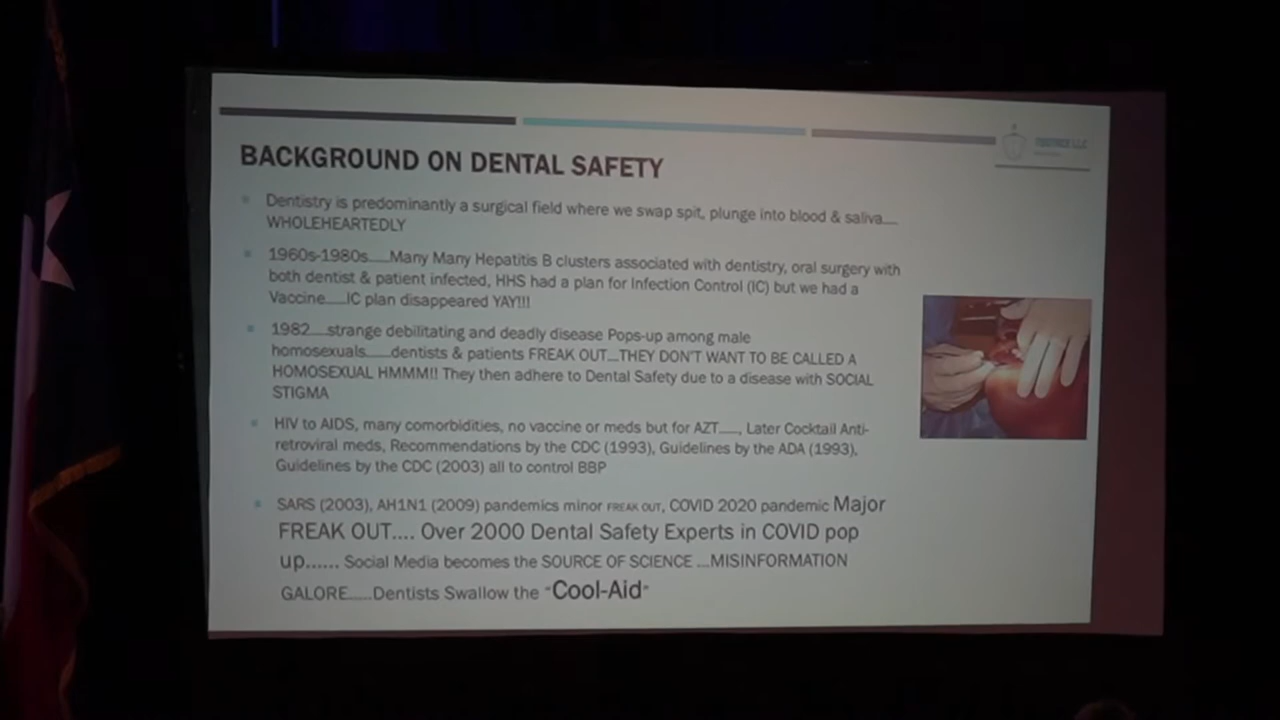 BACKGROUND ON DENTAL SAFETY
Dentistry is predominantly a surgical field where we swap spit, plunge into blood & saliva....
WHOLEHEARTEDLY
1960s-1980s.....Many Many Hepatitis B clusters associated with dentistry, oral surgery with
both dentist & patient infected, HHS had a plan for Infection Control (IC) but we had a
Vaccine.....IC plan disappeared YAY!!!
1982....strange debilitating and deadly disease Pops-up among male
homosexuals......dentists & patients FREAK OUT...THEY DON'T WANT TO BE CALLED A
HOMOSEXUAL HMMM!! They then adhere to Dental Safety due to a disease with SOCIAL
STIGMA
HIV to AIDS, many comorbidities, no vaccine or meds but for AZT....., Later Cocktail Anti-
retroviral meds, Recommendations by the CDC (1993), Guidelines by the ADA (1993),
Guidelines by the CDC (2003) all to control BBP
SARS (2003), AH1N1 (2009) pandemics minor FREAK OUT, COVID 2020 pandemic Major
FREAK OUT.... Over 2000 Dental Safety Experts in COVID pop
up...... Social Media becomes the SOURCE OF SCIENCE ...MISINFORMATION
GALORE......Dentists Swallow the "Cool-Aid"